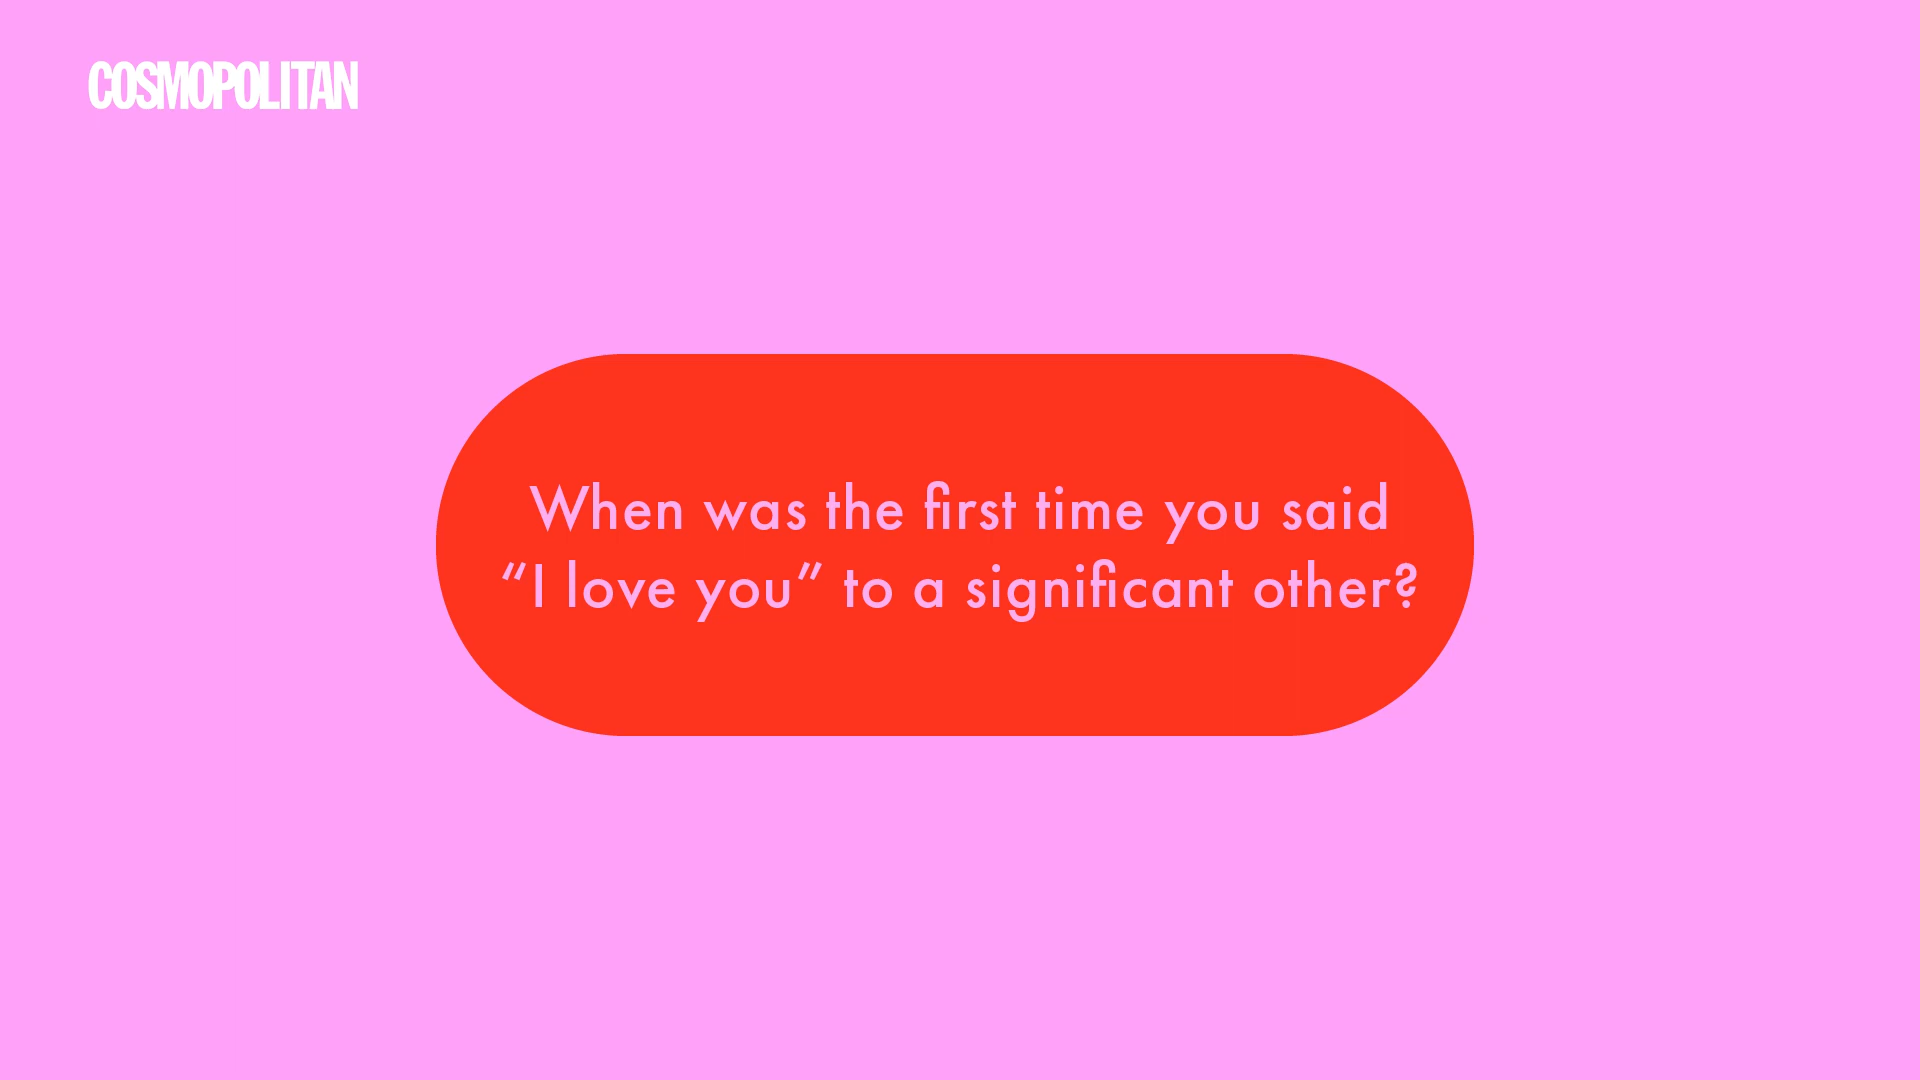 COSMOPOLITAN
When was the first time you said
“I love you” to a significant other?